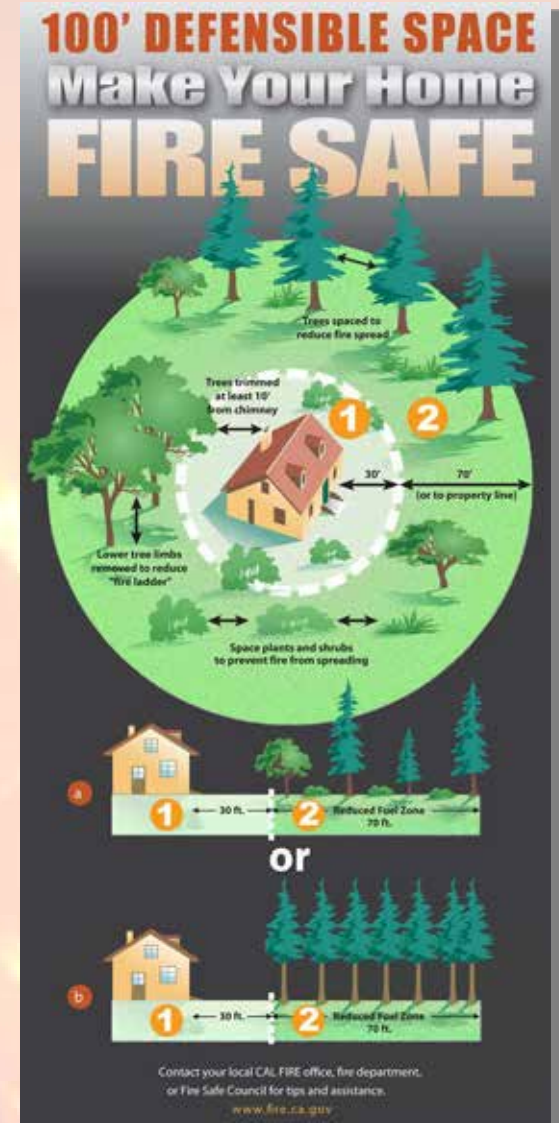 100' DEFENSIBLE SPACE
Make Your Home
FIRE SAFE
Trees spaced to
reduce fire spread
Trees trimmed
at least 10'
from chimney
1
2
30'
70'
(or to property line)
Lower tree limbs
removed to reduce
"fire ladder"
Space plants and shrubs
to prevent fire from spreading
a
1
30 ft.
2
Reduced Fuel Zone
70 ft.
or
b
1
30 ft.
2
Reduced Fuel Zone
70 ft.
Contact your local CAL FIRE office, fire department,
or Fire Safe Council for tips and assistance.
www.fire.ca.gov